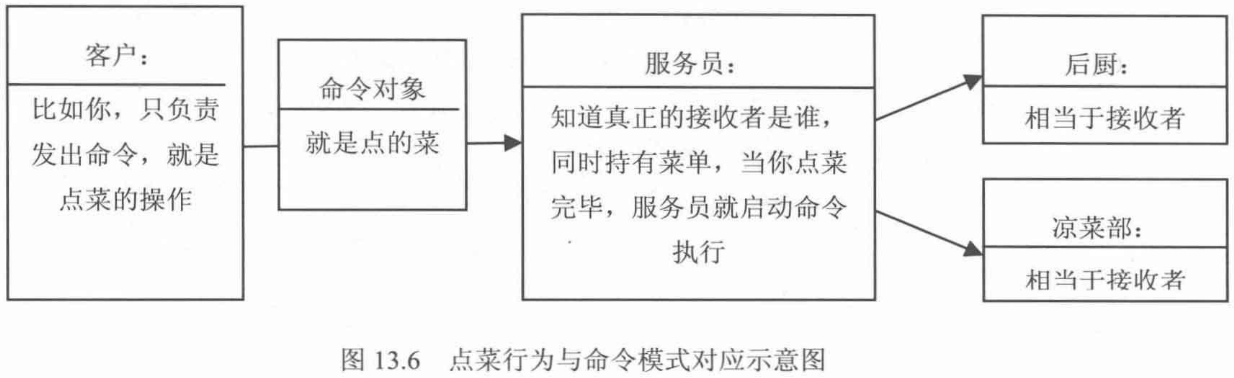 客户：
比如你，只负责
发出命令，就是
点菜的操作
命令对象
就是点的菜
服务员：
知道真正的接收者是谁，
同时持有菜单，当你点菜
完毕，服务员就启动命令
执行
后厨：
相当于接收者
凉菜部：
相当于接收者
图 13.6 点菜行为与命令模式对应示意图